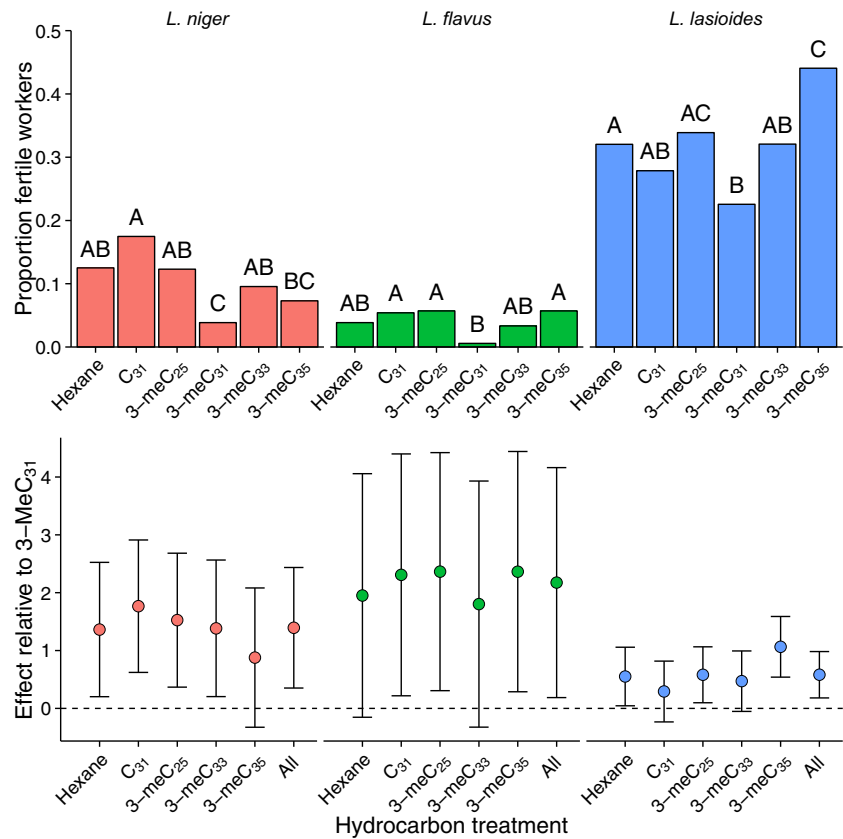 L. niger L. flavus L. lasioides
Proportion fertile workers
0.5
0.4
0.3
0.2
0.1
0.0
AB A AB C AB BC
AB A A B AB A
A AB AC B AB C
Hexane C₃₁ 3−meC₂₅ 3−meC₃₁ 3−meC₃₃ 3−meC₃₅
Hexane C₃₁ 3−meC₂₅ 3−meC₃₁ 3−meC₃₃ 3−meC₃₅
Hexane C₃₁ 3−meC₂₅ 3−meC₃₁ 3−meC₃₃ 3−meC₃₅
Effect relative to 3−MeC₃₁
4
3
2
1
0
Hexane C₃₁ 3−meC₂₅ 3−meC₃₃ 3−meC₃₅ All
Hexane C₃₁ 3−meC₂₅ 3−meC₃₃ 3−meC₃₅ All
Hexane C₃₁ 3−meC₂₅ 3−meC₃₃ 3−meC₃₅ All
Hydrocarbon treatment